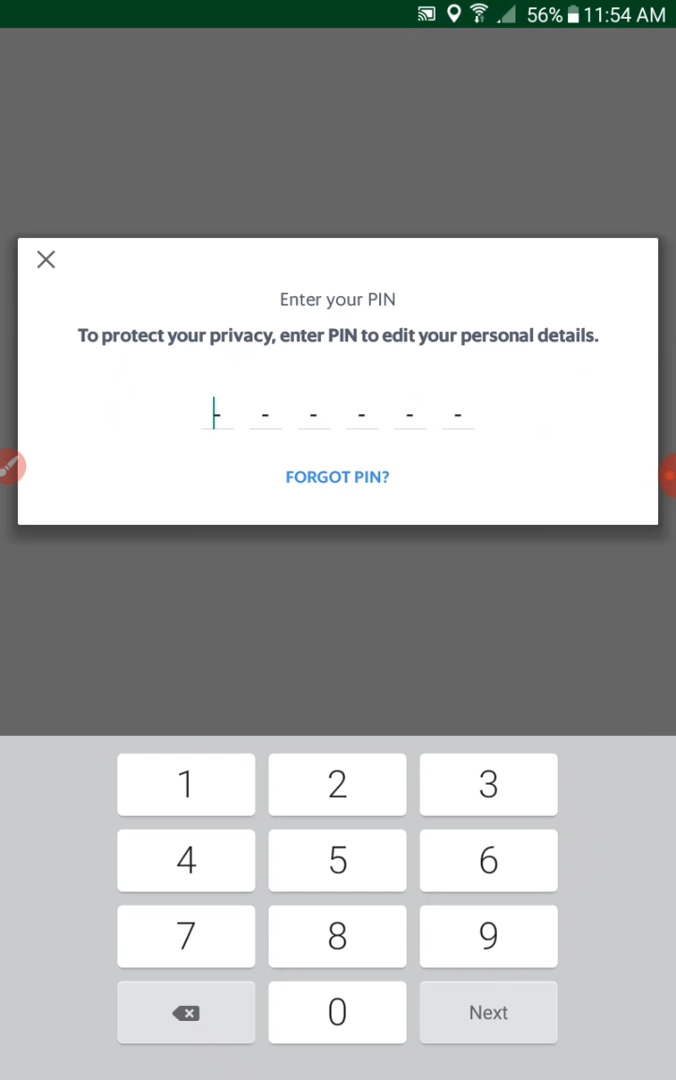 56% 11:54 AM
Enter your PIN
To protect your privacy, enter PIN to edit your personal details.
- - - - - -
FORGOT PIN?
1 2 3
4 5 6
7 8 9
0 Next